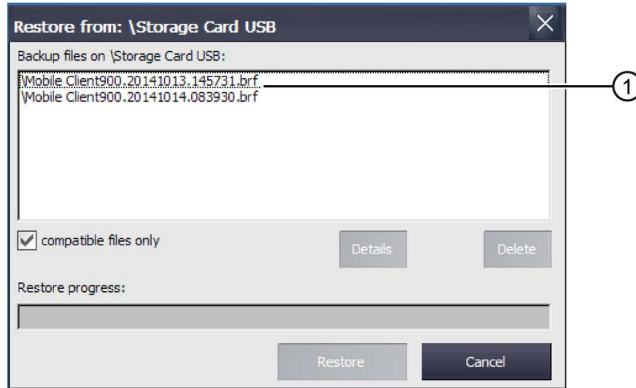 Restore from: \Storage Card USB
Backup files on \Storage Card USB:
\Mobile Client900.20141013.145731.brf
\Mobile Client900.20141014.083930.brf
1
compatible files only
Details
Delete
Restore progress:
Restore
Cancel